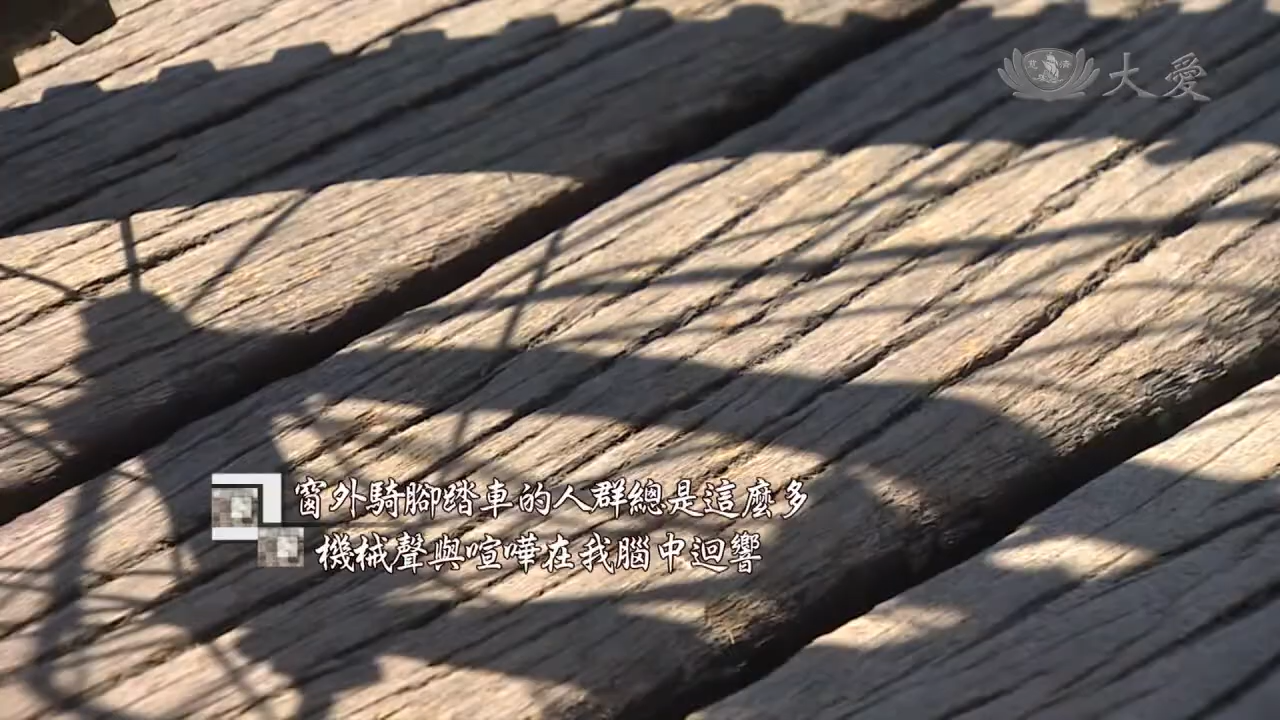 大愛
窗外騎腳踏車的人群總是這麼多
機械聲與喧嘩在我腦中迴響